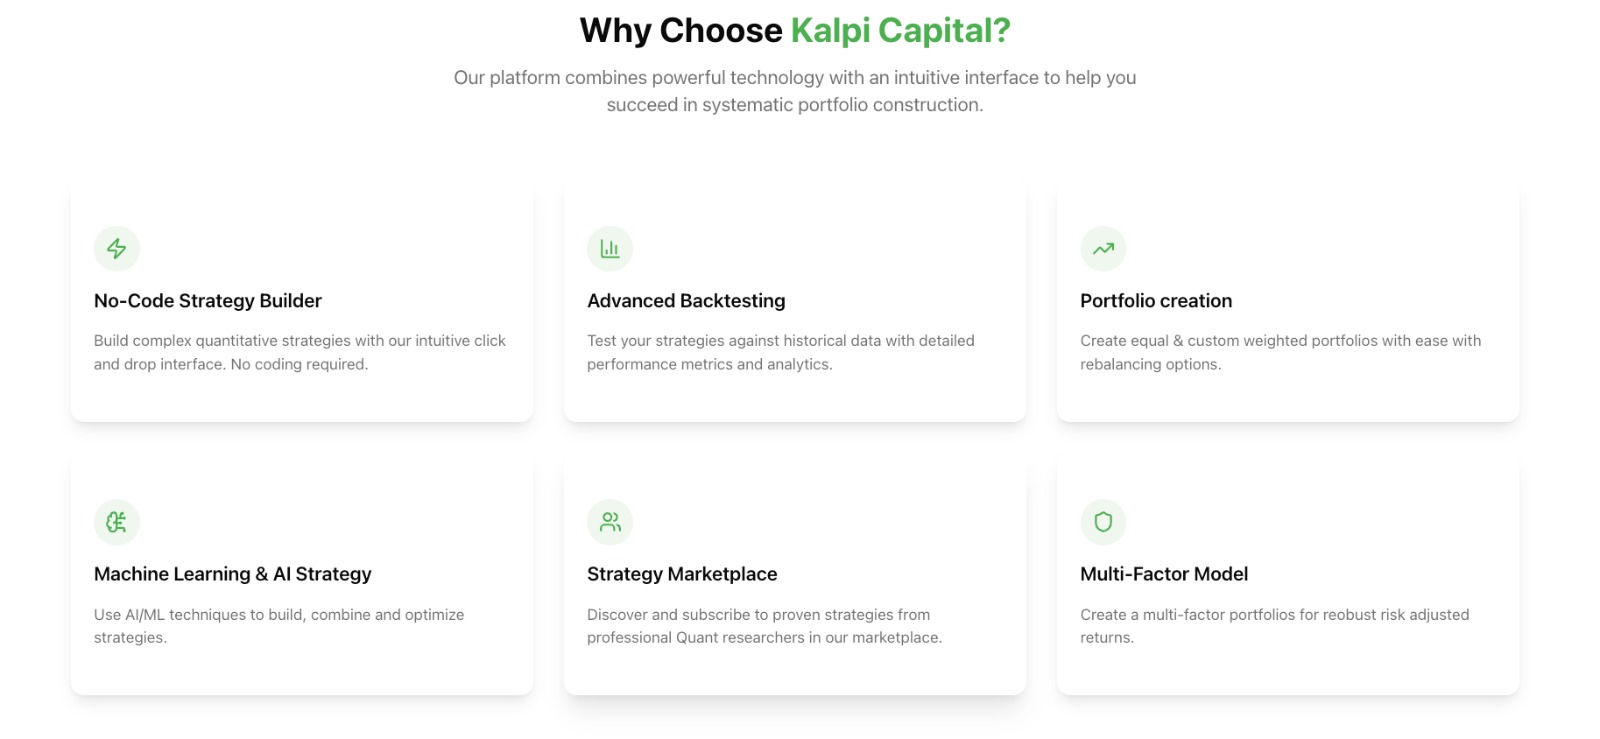 Why Choose Kalpi Capital?
Our platform combines powerful technology with an intuitive interface to help you
succeed in systematic portfolio construction.
No-Code Strategy Builder
Build complex quantitative strategies with our intuitive click
and drop interface. No coding required.
Advanced Backtesting
Test your strategies against historical data with detailed
performance metrics and analytics.
Portfolio creation
Create equal & custom weighted portfolios with ease with
rebalancing options.
Machine Learning & AI Strategy
Use AI/ML techniques to build, combine and optimize
strategies.
Strategy Marketplace
Discover and subscribe to proven strategies from
professional Quant researchers in our marketplace.
Multi-Factor Model
Create a multi-factor portfolios for reobust risk adjusted
returns.